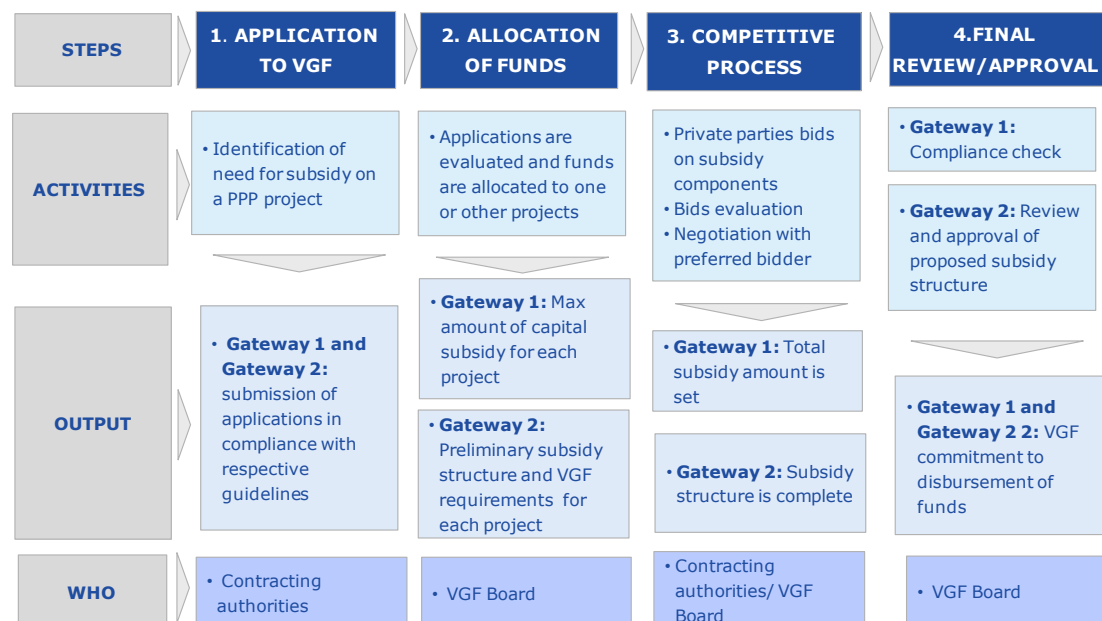 STEPS
1. APPLICATION
TO VGF
2. ALLOCATION
OF FUNDS
3. COMPETITIVE
PROCESS
4.FINAL
REVIEW/APPROVAL
ACTIVITIES
• Identification of
need for subsidy on
a PPP project
• Applications are
evaluated and funds
are allocated to one
or other projects
• Private parties bids
on subsidy
components
• Bids evaluation
• Negotiation with
preferred bidder
• Gateway 1:
Compliance check
• Gateway 2: Review
and approval of
proposed subsidy
structure
OUTPUT
• Gateway 1 and
Gateway 2:
submission of
applications in
compliance with
respective
guidelines
• Gateway 1: Max
amount of capital
subsidy for each
project
• Gateway 2:
Preliminary subsidy
structure and VGF
requirements for
each project
• Gateway 1: Total
subsidy amount is
set
• Gateway 2: Subsidy
structure is complete
• Gateway 1 and
Gateway 2 2: VGF
commitment to
disbursement of
funds
WHO
• Contracting
authorities
• VGF Board
• Contracting
authorities/ VGF
Board
• VGF Board